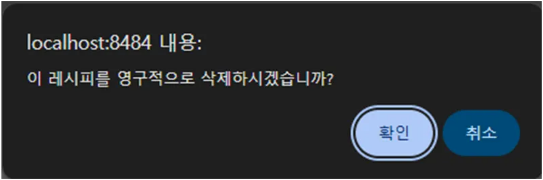 localhost:8484 내용:
이 레시피를 영구적으로 삭제하시겠습니까?
확인 취소